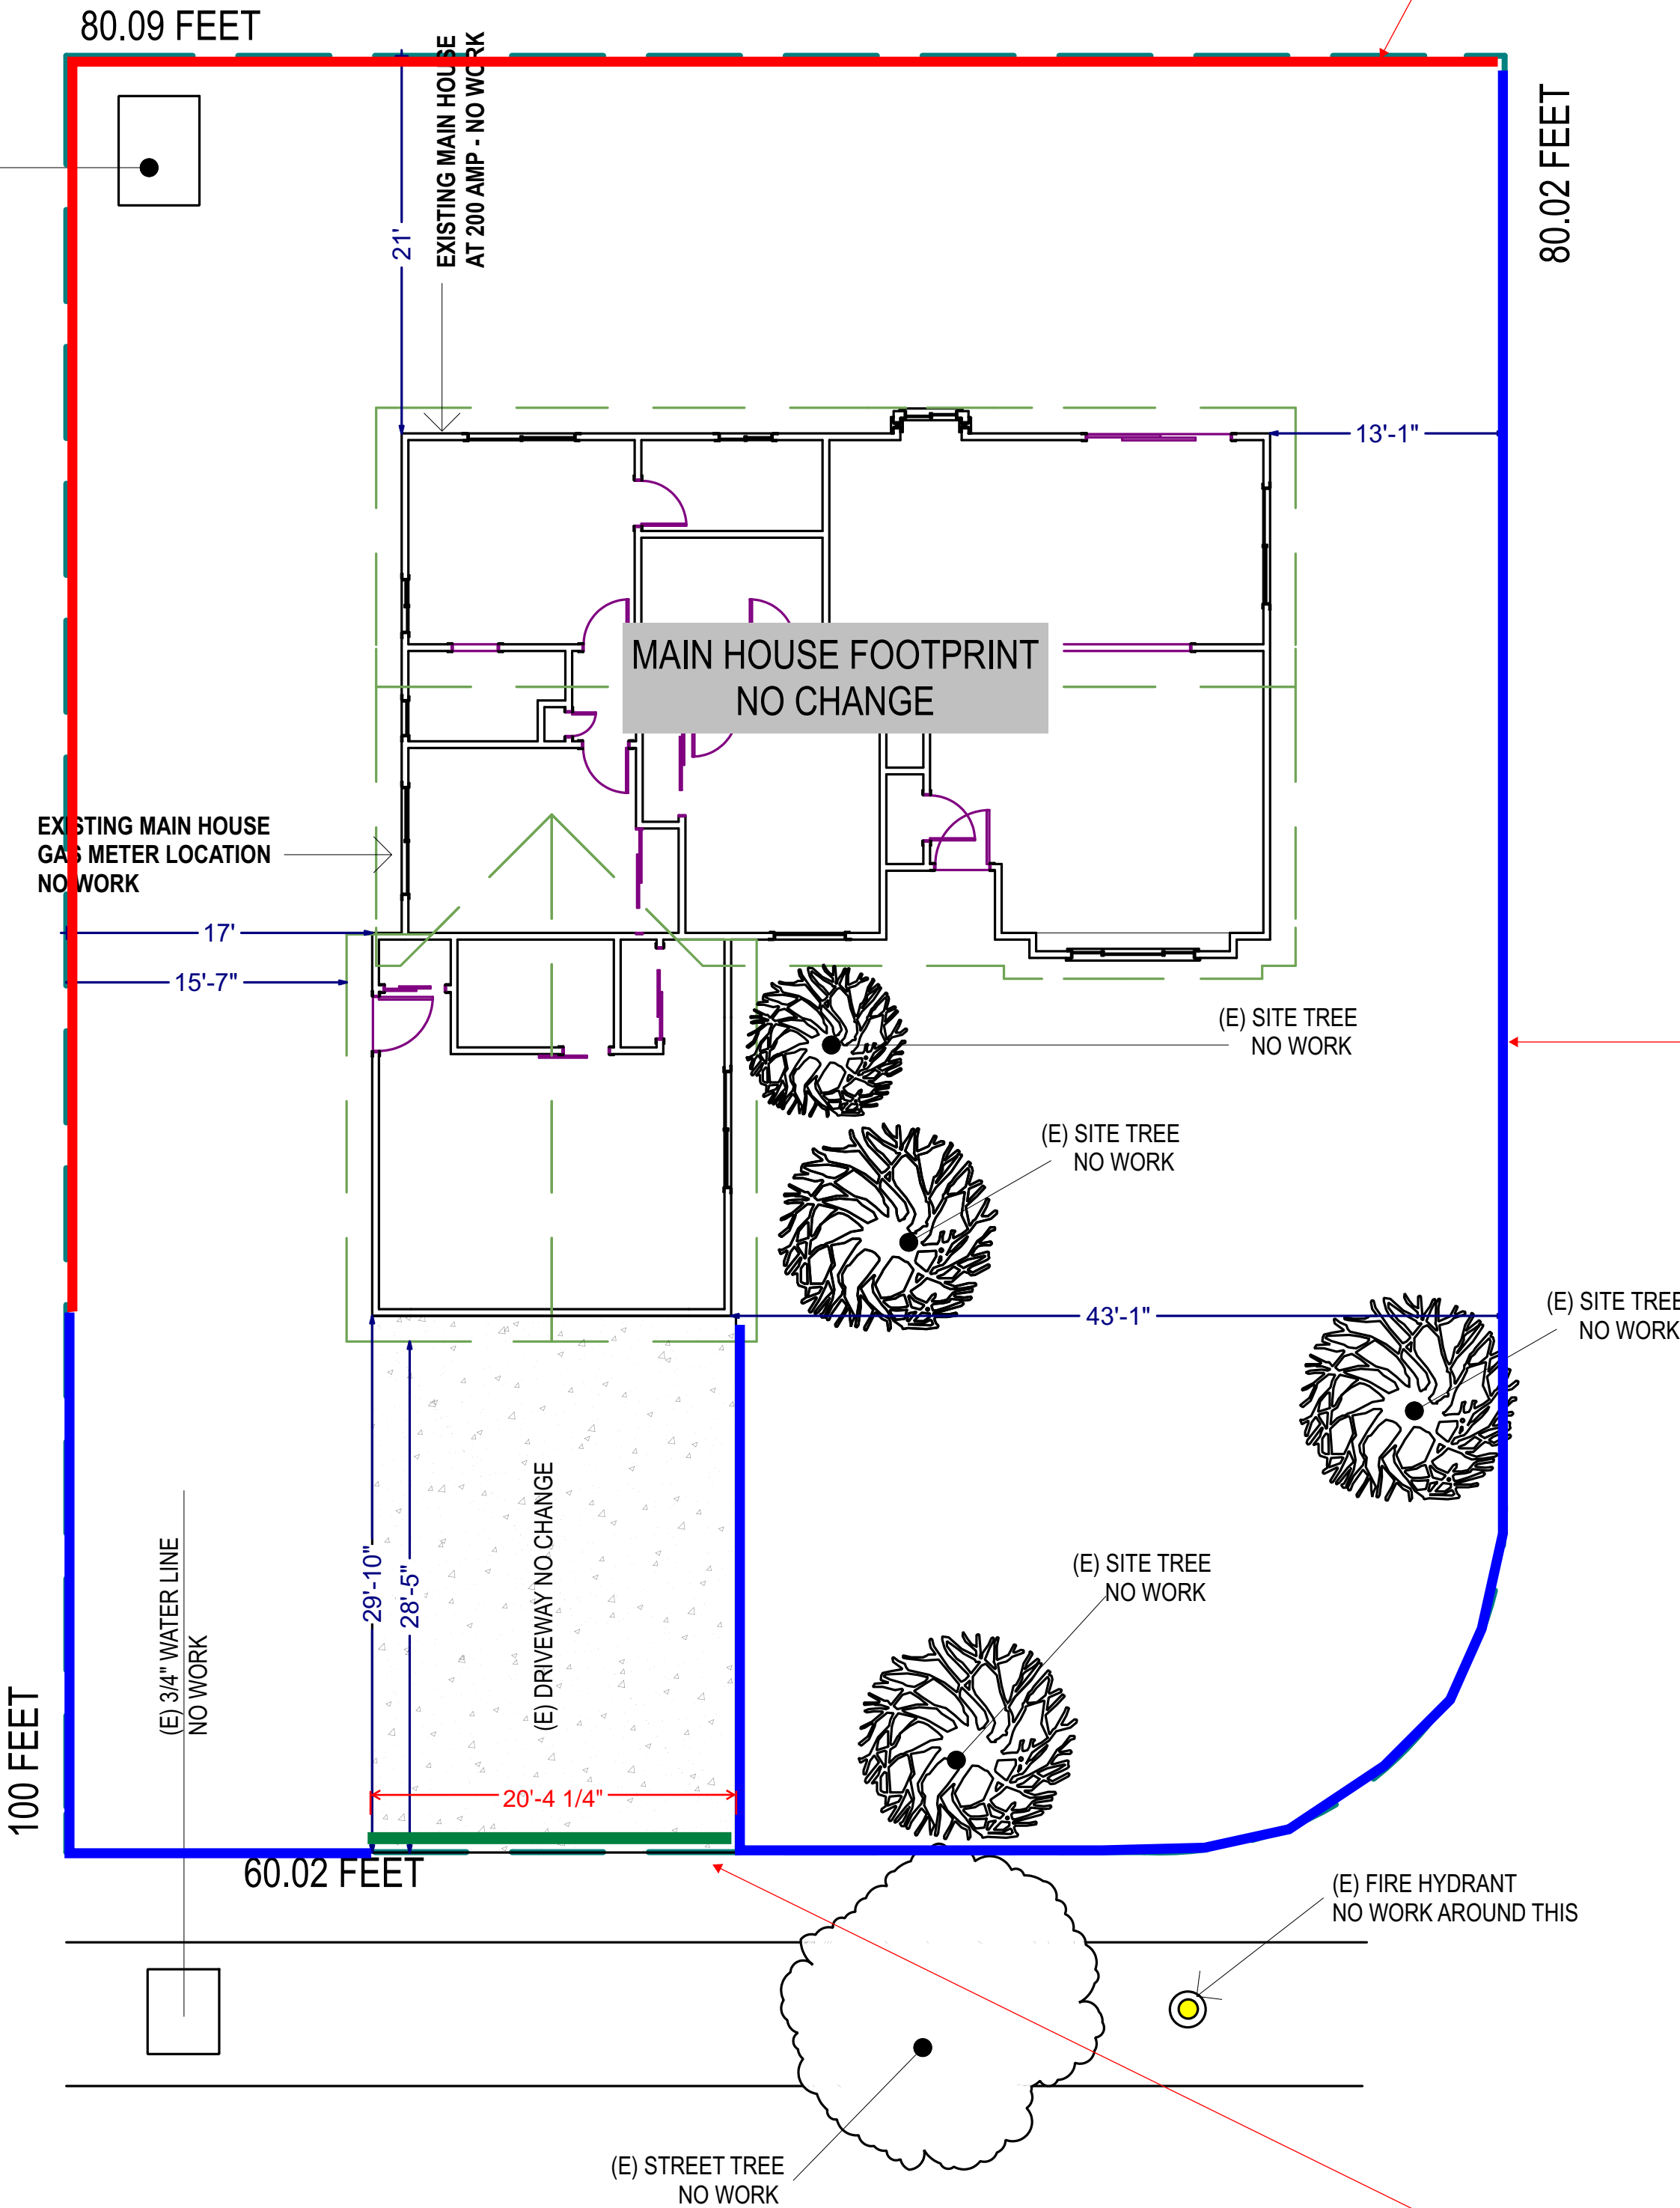 80.09 FEET
EXISTING MAIN HOUSE
AT 200 AMP - NO WORK
80.02 FEET
21'
13'-1"
MAIN HOUSE FOOTPRINT
NO CHANGE
EXISTING MAIN HOUSE
GAS METER LOCATION
NO WORK
17'
15'-7"
(E) SITE TREE
NO WORK
(E) SITE TREE
NO WORK
43'-1"
(E) SITE TREE
NO WORK
29'-10"
28'-5"
(E) DRIVEWAY NO CHANGE
(E) 3/4" WATER LINE
NO WORK
(E) SITE TREE
NO WORK
100 FEET
20'-4 1/4"
60.02 FEET
(E) FIRE HYDRANT
NO WORK AROUND THIS
(E) STREET TREE
NO WORK